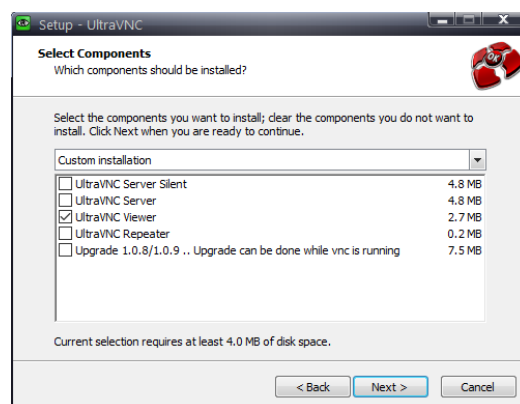 Setup - UltraVNC
Select Components
Which components should be installed?
Select the components you want to install; clear the components you do not want to
install. Click Next when you are ready to continue.
Custom installation
UltraVNC Server Silent 4.8 MB
UltraVNC Server 4.8 MB
UltraVNC Viewer 2.7 MB
UltraVNC Repeater 0.2 MB
Upgrade 1.0.8/1.0.9 .. Upgrade can be done while vnc is running 7.5 MB
Current selection requires at least 4.0 MB of disk space.
< Back Next > Cancel